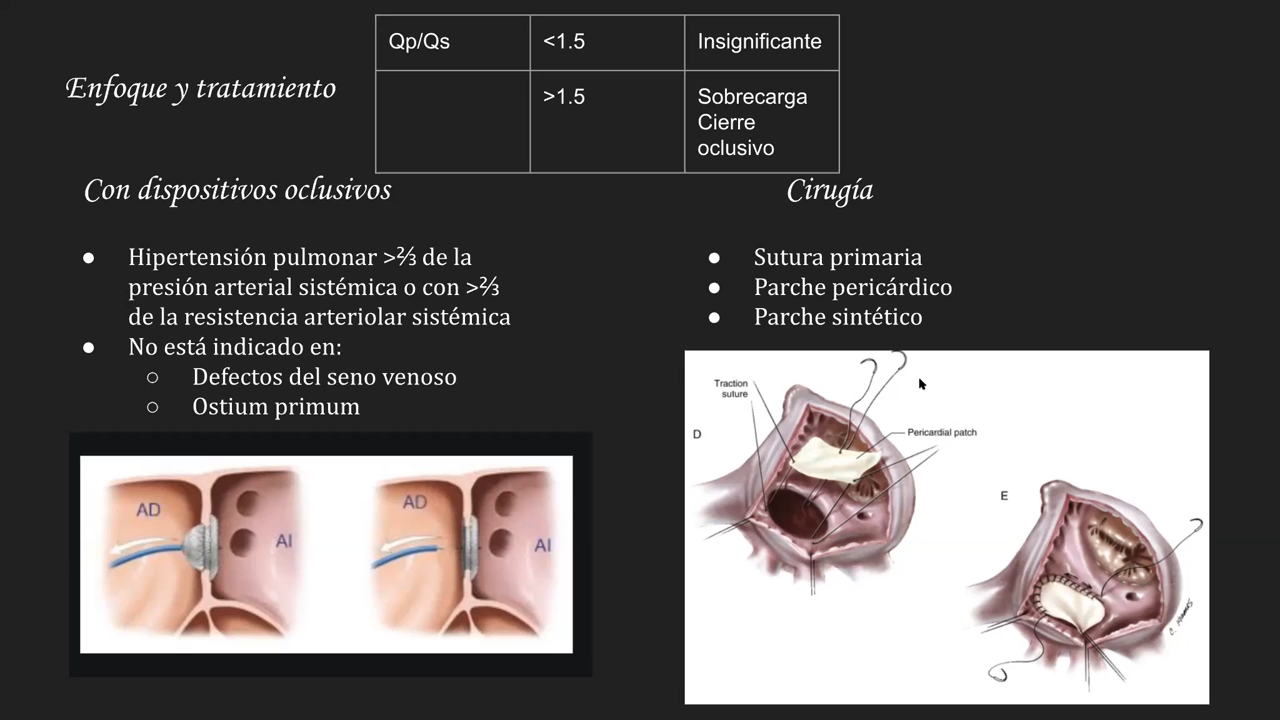 Qp/Qs <1.5 Insignificante
Enfoque y tratamiento
>1.5 Sobrecarga
Cierre
oclusivo
Con dispositivos oclusivos
● Hipertensión pulmonar >⅔ de la
presión arterial sistémica o con >⅔
de la resistencia arteriolar sistémica
● No está indicado en:
○ Defectos del seno venoso
○ Ostium primum
AD
AI
AD
AI
Cirugía
● Sutura primaria
● Parche pericárdico
● Parche sintético
Traction
suture
D
Pericardial patch
E